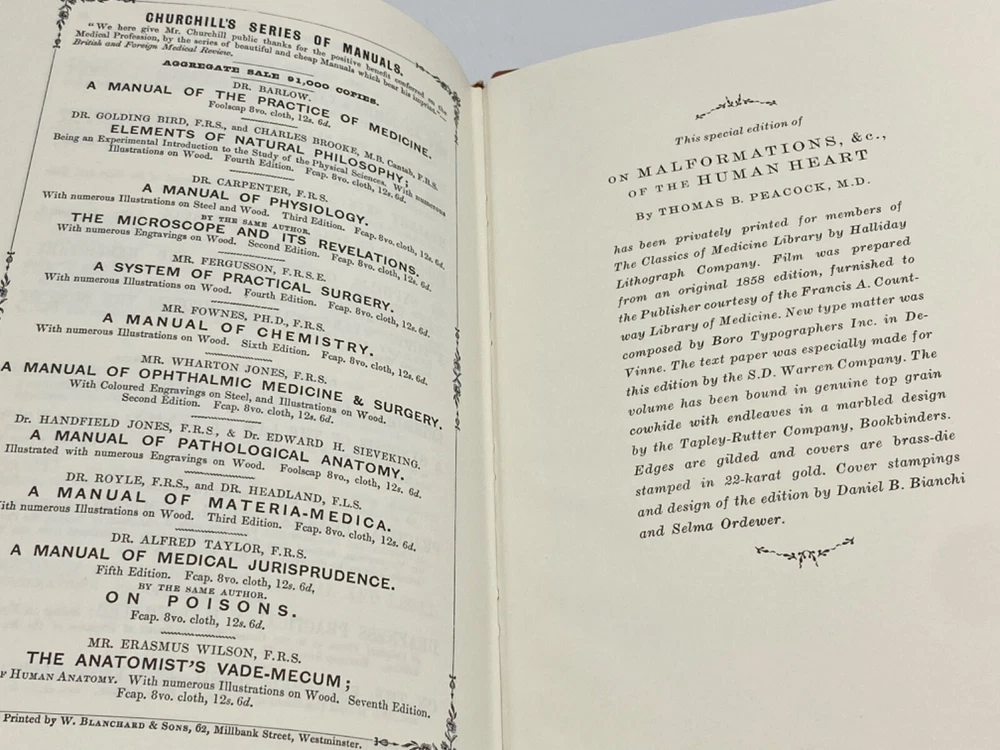 CHURCHILL'S SERIES OF MANUALS.
"We here give Mr. Churchill public thanks for the positive benefit conferred on the
Medical Profession, by the series of beautiful and cheap Manuals which bear his imprint."—
British and Foreign Medical Review.
AGGREGATE SALE 91,000 COPIES.
DR. BARLOW.
A MANUAL OF THE PRACTICE OF MEDICINE.
Foolscap 8vo. cloth, 12s. 6d.
DR. GOLDING BIRD, F.R.S., and CHARLES BROOKE, M.B. Cantab, F.R.S.
ELEMENTS OF NATURAL PHILOSOPHY;
Being an Experimental Introduction to the Study of the Physical Sciences. With numerous
Illustrations on Wood. Fourth Edition. Fcap. 8vo. cloth, 12s. 6d.
DR. CARPENTER, F.R.S.
A MANUAL OF PHYSIOLOGY.
With numerous Illustrations on Steel and Wood. Third Edition. Fcap. 8vo. cloth, 12s. 6d.
BY THE SAME AUTHOR.
THE MICROSCOPE AND ITS REVELATIONS.
With numerous Engravings on Wood. Second Edition. Fcap. 8vo. cloth, 12s. 6d.
MR. FERGUSSON, F.R.S.E.
A SYSTEM OF PRACTICAL SURGERY.
With numerous Illustrations on Wood. Fourth Edition. Fcap. 8vo. cloth, 12s. 6d.
MR. FOWNES, PH.D., F.R.S.
A MANUAL OF CHEMISTRY.
With numerous Illustrations on Wood. Sixth Edition. Fcap. 8vo. cloth, 12s. 6d.
MR. WHARTON JONES, F.R.S.
A MANUAL OF OPHTHALMIC MEDICINE & SURGERY.
With Coloured Engravings on Steel, and Illustrations on Wood.
Second Edition. Fcap. 8vo. cloth, 12s. 6d.
Dr. HANDFIELD JONES, F.R.S., & Dr. EDWARD H. SIEVEKING.
A MANUAL OF PATHOLOGICAL ANATOMY.
Illustrated with numerous Engravings on Wood. Foolscap 8vo., cloth, 12s. 6d.
DR. ROYLE, F.R.S., and DR. HEADLAND, F.L.S.
A MANUAL OF MATERIA-MEDICA.
With numerous Illustrations on Wood. Third Edition. Fcap. 8vo. cloth, 12s. 6d.
DR. ALFRED TAYLOR, F.R.S.
A MANUAL OF MEDICAL JURISPRUDENCE.
Fifth Edition. Fcap. 8vo. cloth, 12s. 6d,
BY THE SAME AUTHOR.
ON POISONS.
Fcap. 8vo. cloth, 12s. 6d.
MR. ERASMUS WILSON, F.R.S.
THE ANATOMIST'S VADE-MECUM;
OF HUMAN ANATOMY. With numerous Illustrations on Wood. Seventh Edition.
Fcap. 8vo. cloth, 12s. 6d.
Printed by W. BLANCHARD & SONS, 62, Millbank Street, Westminster.
This special edition of
ON MALFORMATIONS, &c.,
OF THE HUMAN HEART
By THOMAS B. PEACOCK, M.D.
has been privately printed for members of
The Classics of Medicine Library by Halliday
Lithograph Company. Film was prepared
from an original 1858 edition, furnished to
the Publisher courtesy of the Francis A. Count-
way Library of Medicine. New type matter was
composed by Boro Typographers Inc. in De-
Vinne. The text paper was especially made for
this edition by the S.D. Warren Company. The
volume has been bound in genuine top grain
cowhide with endleaves in a marbled design
by the Tapley-Rutter Company, Bookbinders.
Edges are gilded and covers are brass-die
stamped in 22-karat gold. Cover stampings
and design of the edition by Daniel B. Bianchi
and Selma Ordewer.